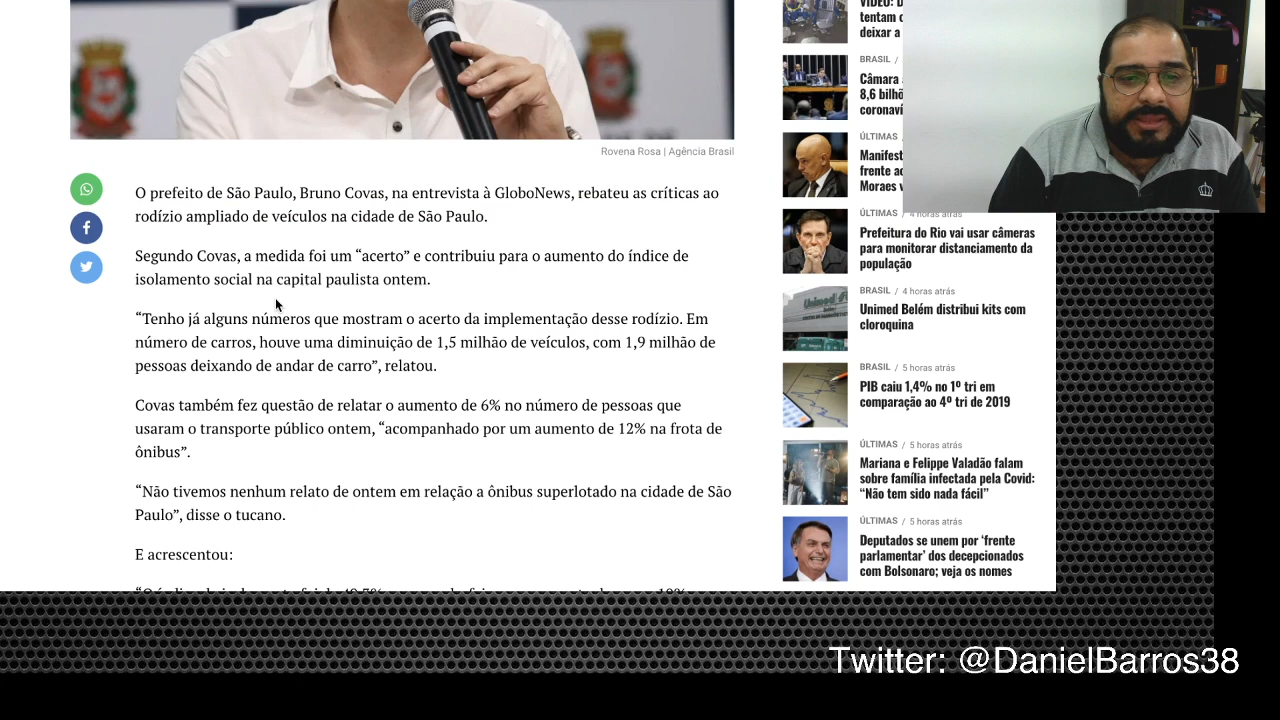 Rovena Rosa | Agência Brasil
O prefeito de São Paulo, Bruno Covas, na entrevista à GloboNews, rebateu as críticas ao
rodízio ampliado de veículos na cidade de São Paulo.
Segundo Covas, a medida foi um “acerto” e contribuiu para o aumento do índice de
isolamento social na capital paulista ontem.
“Tenho já alguns números que mostram o acerto da implementação desse rodízio. Em
número de carros, houve uma diminuição de 1,5 milhão de veículos, com 1,9 milhão de
pessoas deixando de andar de carro”, relatou.
Covas também fez questão de relatar o aumento de 6% no número de pessoas que
usaram o transporte público ontem, “acompanhado por um aumento de 12% na frota de
ônibus”.
“Não tivemos nenhum relato de ontem em relação a ônibus superlotado na cidade de São
Paulo”, disse o tucano.
E acrescentou:
VÍDEO: D
tentam c
deixar a
BRASIL /
Câmara
8,6 bilhõ
coronaví
ÚLTIMAS
Manifest
frente ao
Moraes v
ÚLTIMAS / 4 horas atrás
Prefeitura do Rio vai usar câmeras
para monitorar distanciamento da
população
BRASIL / 4 horas atrás
Unimed Belém distribui kits com
cloroquina
BRASIL / 5 horas atrás
PIB caiu 1,4% no 1º tri em
comparação ao 4º tri de 2019
ÚLTIMAS / 5 horas atrás
Mariana e Felippe Valadão falam
sobre família infectada pela Covid:
“Não tem sido nada fácil”
ÚLTIMAS / 5 horas atrás
Deputados se unem por ‘frente
parlamentar’ dos decepcionados
com Bolsonaro; veja os nomes
Twitter: @DanielBarros38